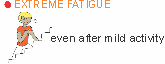 EXTREME FATIGUE
even after mild activity